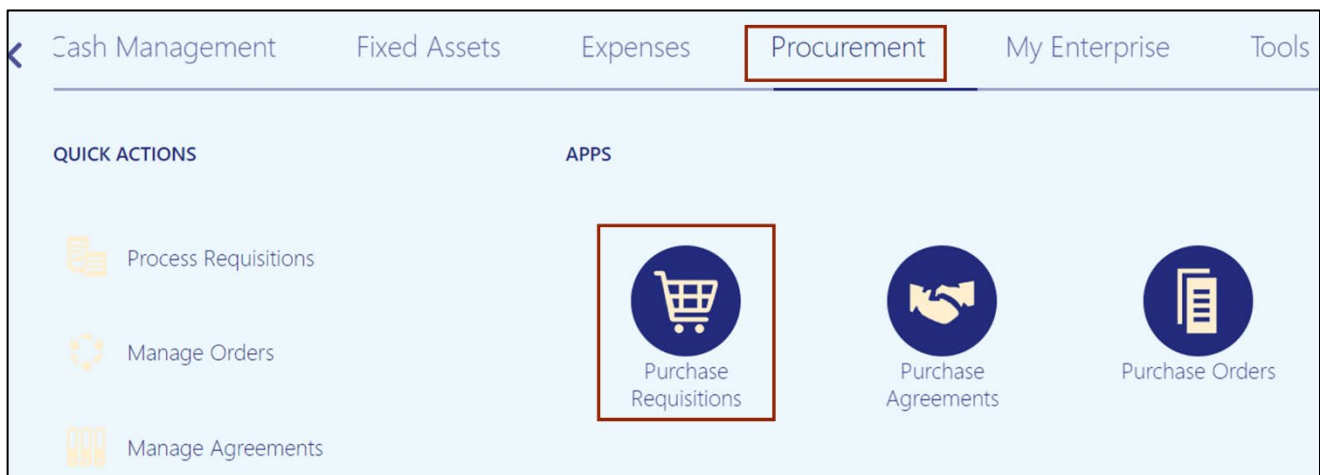 Cash Management Fixed Assets Expenses Procurement My Enterprise Tools
QUICK ACTIONS
APPS
Process Requisitions
Manage Orders
Manage Agreements
Purchase
Requisitions
Purchase
Agreements
Purchase Orders